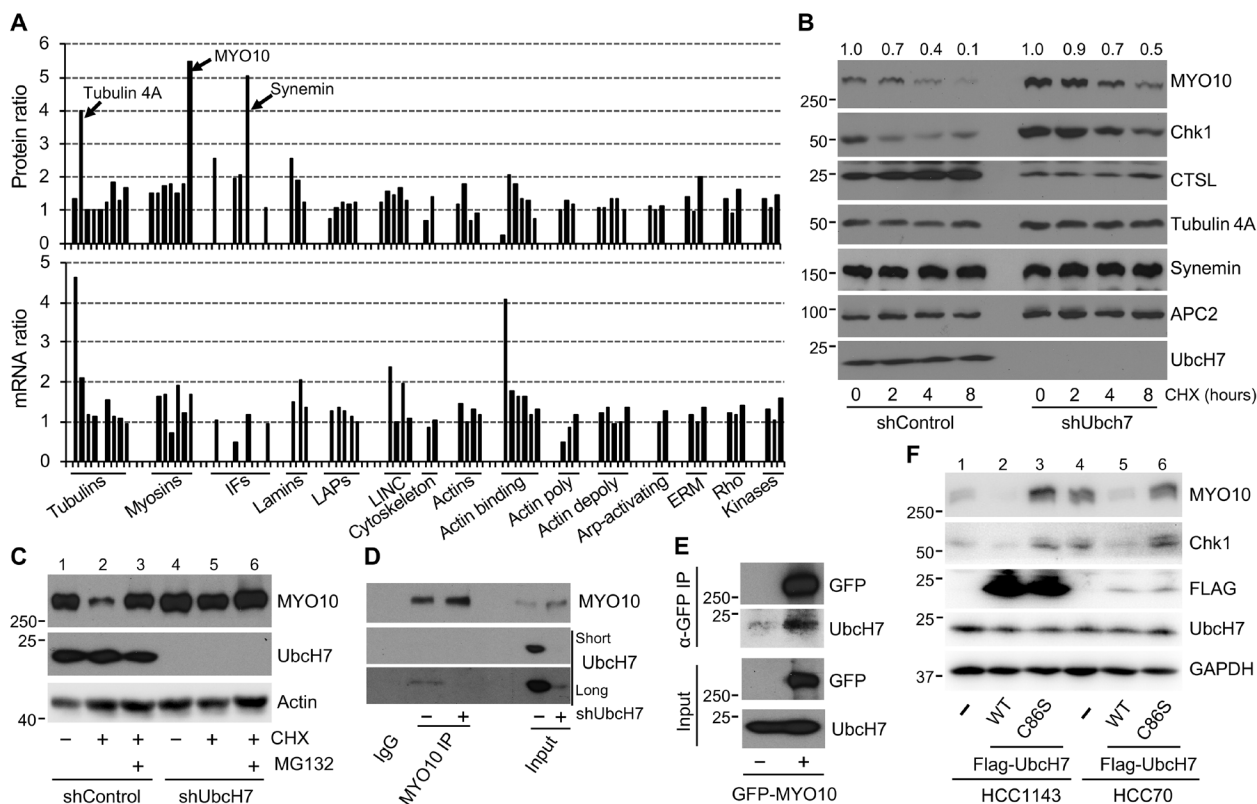 A
Protein ratio
6
5
4
3
2
1
0
MYO10
Tubulin 4A
Synemin
mRNA ratio
5
4
3
2
1
0
Tubulins
Myosins
IFs
Lamins
LAPs
LINC
Cytoskeleton
Actins
Actin binding
Actin poly
Actin depoly
Arp-activating
ERM
Rho
Kinases
B
1.0 0.7 0.4 0.1 1.0 0.9 0.7 0.5
250 MYO10
50 Chk1
25 CTSL
50 Tubulin 4A
150 Synemin
100 APC2
25 UbcH7
0 2 4 8 0 2 4 8 CHX (hours)
shControl shUbch7
C
1 2 3 4 5 6
MYO10
250
25
UbcH7
Actin
40
– + + – + + CHX
+ + MG132
shControl shUbcH7
D
MYO10
Short
UbcH7
Long
– + – + shUbcH7
IgG
MYO10 IP
Input
E
α-GFP IP
GFP
250
25
UbcH7
Input
GFP
250
25
UbcH7
– +
GFP-MYO10
F
1 2 3 4 5 6
MYO10
250
Chk1
50
25
FLAG
25
UbcH7
GAPDH
37
– WT C86S – WT C86S
Flag-UbcH7 Flag-UbcH7
HCC1143 HCC70